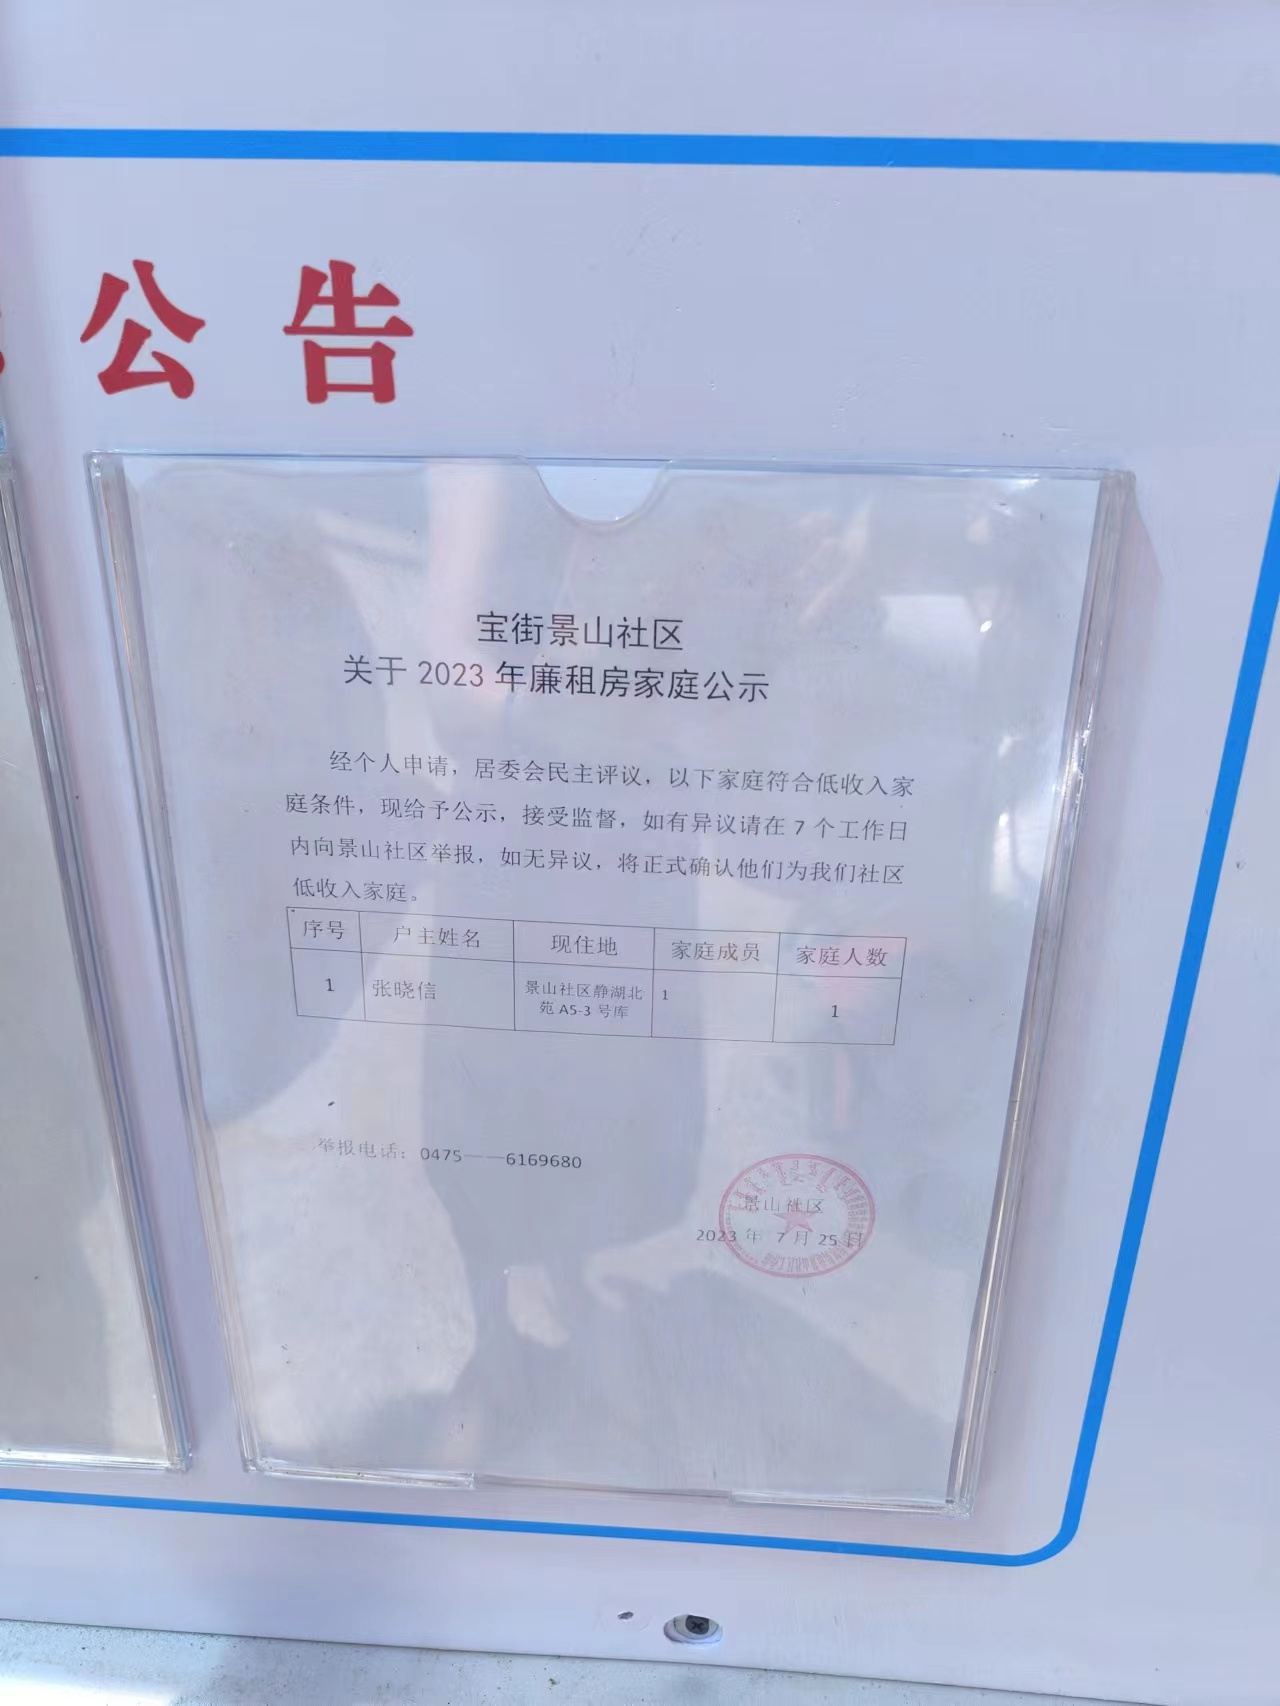 公告
宝街景山社区
关于 2023 年廉租房家庭公示
经个人申请，居委会民主评议，以下家庭符合低收入家
庭条件，现给予公示，接受监督，如有异议请在 7 个工作日
内向景山社区举报，如无异议，将正式确认他们为我们社区
低收入家庭。
序号 户主姓名 现住地 家庭成员 家庭人数
1 张晓信 景山社区静湖北 1 1
苑 A5-3 号库
举报电话：0475——6169680
景山社区
2023 年 7 月 25 日